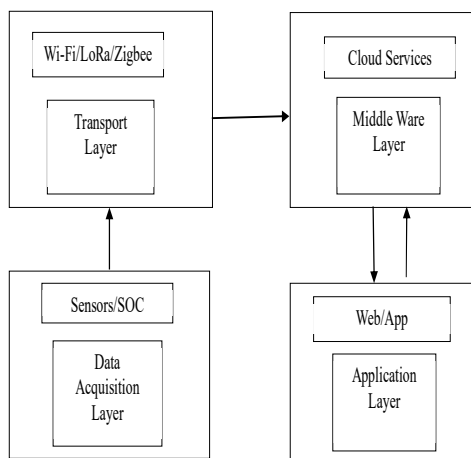 Wi-Fi/LoRa/Zigbee
Transport
Layer
Cloud Services
Middle Ware
Layer
Sensors/SOC
Data
Acquisition
Layer
Web/App
Application
Layer